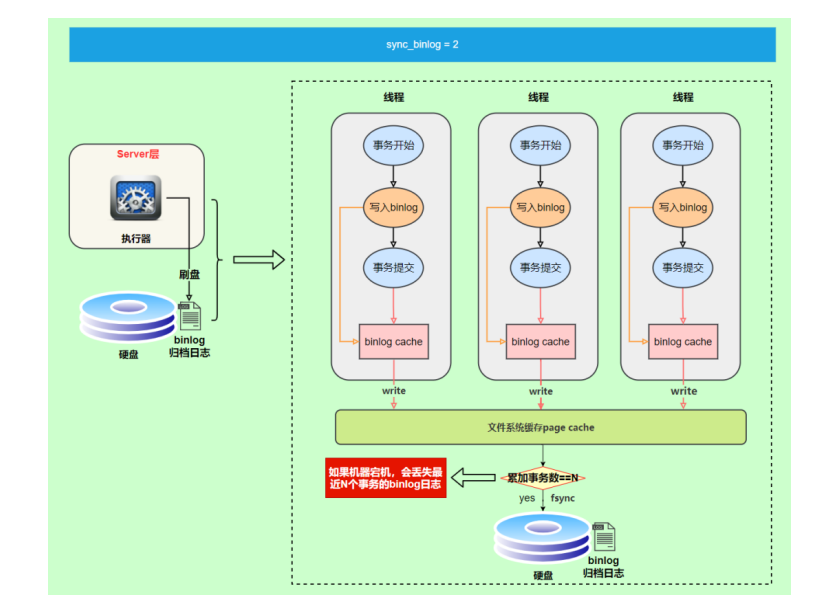 sync_binlog = 2
Server层
执行器
刷盘
硬盘
binlog
归档日志
线程
事务开始
写入binlog
事务提交
binlog cache
write
线程
事务开始
写入binlog
事务提交
binlog cache
write
线程
事务开始
写入binlog
事务提交
binlog cache
write
文件系统缓存page cache
累加事务数==N
如果机器宕机，会丢失最
近N个事务的binlog日志
yes
fsync
硬盘
binlog
归档日志